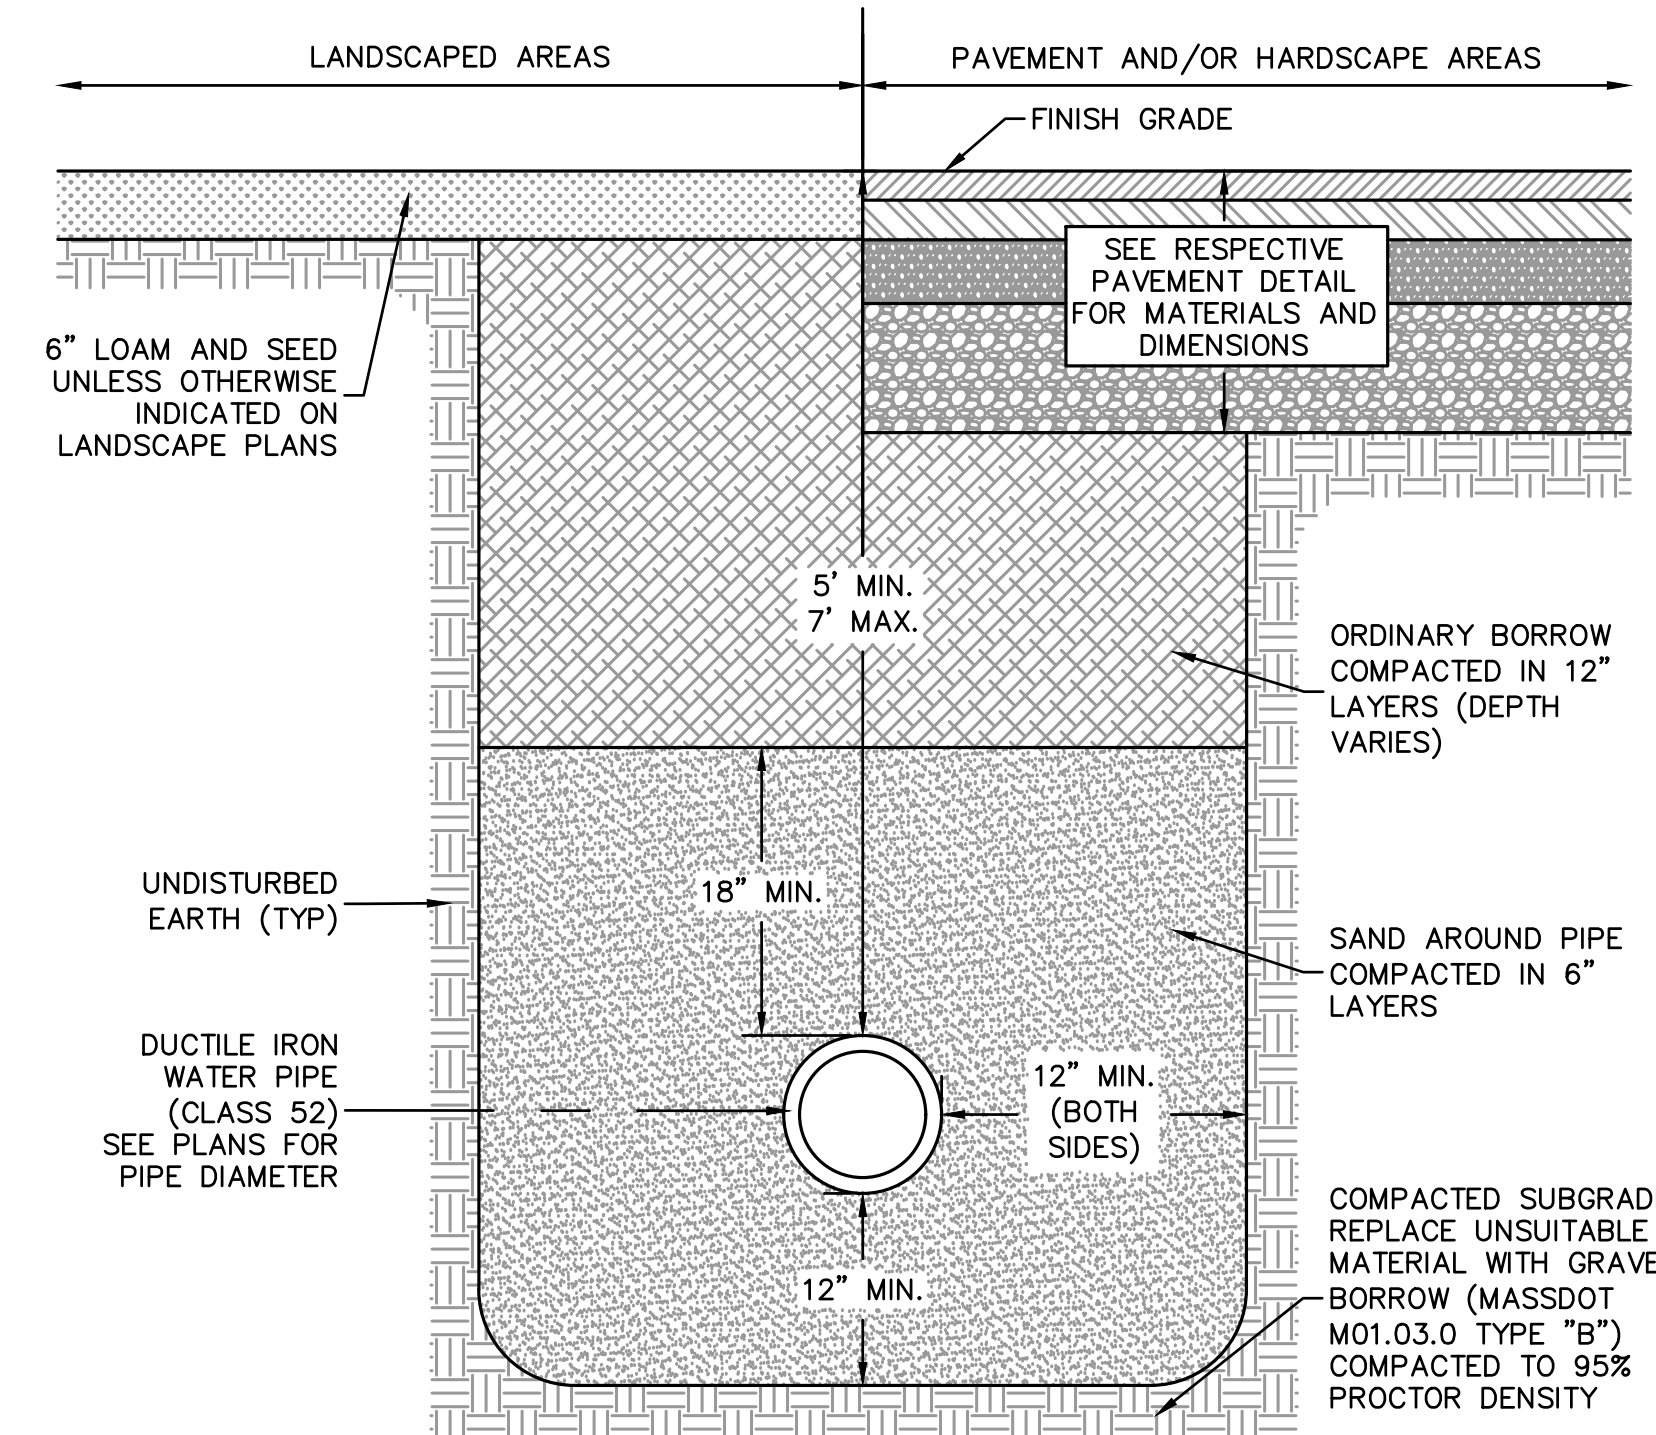 LANDSCAPED AREAS
PAVEMENT AND/OR HARDSCAPE AREAS
FINISH GRADE
SEE RESPECTIVE
PAVEMENT DETAIL
FOR MATERIALS AND
DIMENSIONS
6" LOAM AND SEED
UNLESS OTHERWISE
INDICATED ON
LANDSCAPE PLANS
5' MIN.
7' MAX.
ORDINARY BORROW
COMPACTED IN 12"
LAYERS (DEPTH
VARIES)
18" MIN.
UNDISTURBED
EARTH (TYP)
SAND AROUND PIPE
COMPACTED IN 6"
LAYERS
DUCTILE IRON
WATER PIPE
(CLASS 52)
SEE PLANS FOR
PIPE DIAMETER
12" MIN.
(BOTH
SIDES)
12" MIN.
COMPACTED SUBGRAD
REPLACE UNSUITABLE
MATERIAL WITH GRAVE
BORROW (MASSDOT
M01.03.0 TYPE "B")
COMPACTED TO 95%
PROCTOR DENSITY